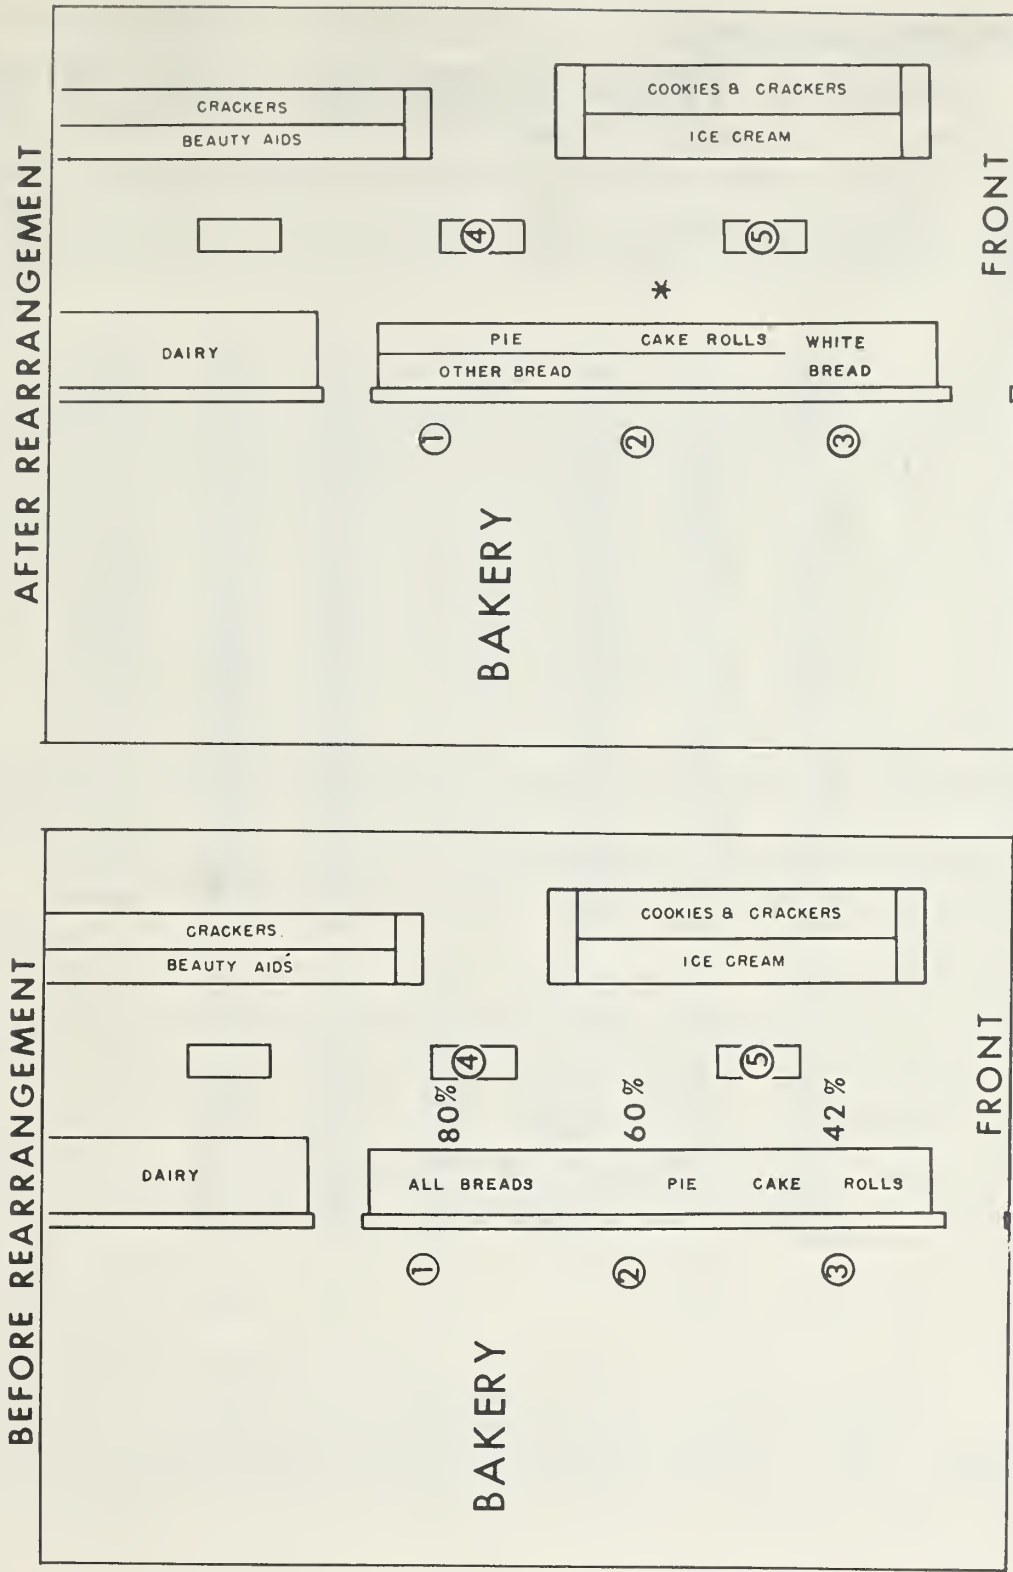 BEFORE REARRANGEMENT
CRACKERS
BEAUTY AIDS
COOKIES & CRACKERS
ICE CREAM
4
5
80%
60%
42%
DAIRY
ALL BREADS PIE CAKE ROLLS
1
2
3
BAKERY
FRONT
AFTER REARRANGEMENT
CRACKERS
BEAUTY AIDS
COOKIES & CRACKERS
ICE CREAM
4
5
*
DAIRY
PIE CAKE ROLLS WHITE
OTHER BREAD BREAD
1
2
3
BAKERY
FRONT